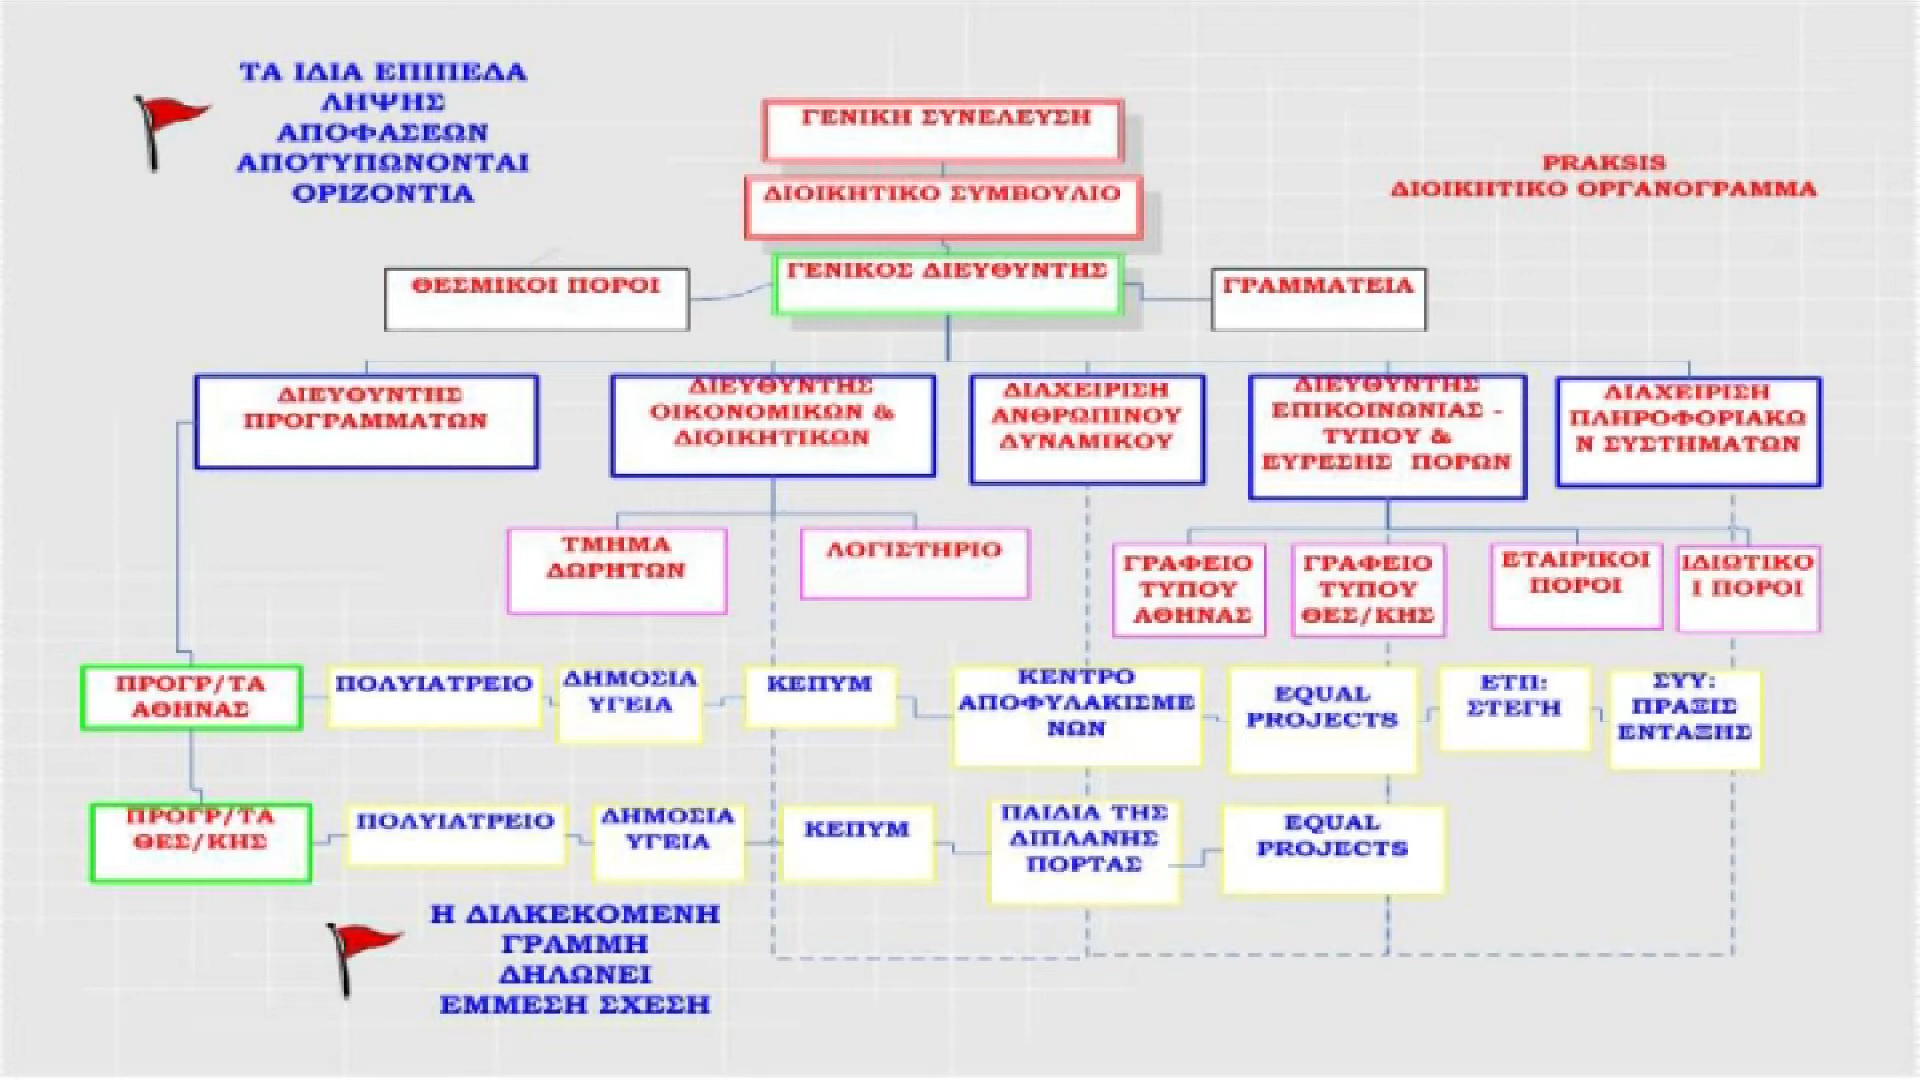 ΤΑ ΙΔΙΑ ΕΠΙΠΕΔΑ
ΛΗΨΗΣ
ΑΠΟΦΑΣΕΩΝ
ΑΠΟΤΥΠΩΝΟΝΤΑΙ
ΟΡΙΖΟΝΤΙΑ
PRAKSIS
ΔΙΟΙΚΗΤΙΚΟ ΟΡΓΑΝΟΓΡΑΜΜΑ
ΓΕΝΙΚΗ ΣΥΝΕΛΕΥΣΗ
ΔΙΟΙΚΗΤΙΚΟ ΣΥΜΒΟΥΛΙΟ
ΘΕΣΜΙΚΟΙ ΠΟΡΟΙ
ΓΕΝΙΚΟΣ ΔΙΕΥΘΥΝΤΗΣ
ΓΡΑΜΜΑΤΕΙΑ
ΔΙΕΥΘΥΝΤΗΣ
ΠΡΟΓΡΑΜΜΑΤΩΝ
ΔΙΕΥΘΥΝΤΗΣ
ΟΙΚΟΝΟΜΙΚΩΝ &
ΔΙΟΙΚΗΤΙΚΩΝ
ΔΙΑΧΕΙΡΙΣΗ
ΑΝΘΡΩΠΙΝΟΥ
ΔΥΝΑΜΙΚΟΥ
ΔΙΕΥΘΥΝΤΗΣ
ΕΠΙΚΟΙΝΩΝΙΑΣ -
ΤΥΠΟΥ &
ΕΥΡΕΣΗΣ ΠΟΡΩΝ
ΔΙΑΧΕΙΡΙΣΗ
ΠΛΗΡΟΦΟΡΙΑΚΩ
Ν ΣΥΣΤΗΜΑΤΩΝ
ΤΜΗΜΑ
ΔΩΡΗΤΩΝ
ΛΟΓΙΣΤΗΡΙΟ
ΓΡΑΦΕΙΟ
ΤΥΠΟΥ
ΑΘΗΝΑΣ
ΓΡΑΦΕΙΟ
ΤΥΠΟΥ
ΘΕΣ/ΚΗΣ
ΕΤΑΙΡΙΚΟΙ
ΠΟΡΟΙ
ΙΔΙΩΤΙΚΟ
Ι ΠΟΡΟΙ
ΠΡΟΓΡ/ΤΑ
ΑΘΗΝΑΣ
ΠΟΛΥΙΑΤΡΕΙΟ
ΔΗΜΟΣΙΑ
ΥΓΕΙΑ
ΚΕΠΥΜ
ΚΕΝΤΡΟ
ΑΠΟΦΥΛΑΚΙΣΜΕ
ΝΩΝ
EQUAL
PROJECTS
ΕΤΠ:
ΣΤΕΓΗ
ΣΥΥ:
ΠΡΑΞΙΣ
ΕΝΤΑΞΗΣ
ΠΡΟΓΡ/ΤΑ
ΘΕΣ/ΚΗΣ
ΠΟΛΥΙΑΤΡΕΙΟ
ΔΗΜΟΣΙΑ
ΥΓΕΙΑ
ΚΕΠΥΜ
ΠΑΙΔΙΑ ΤΗΣ
ΔΙΠΛΑΝΗΣ
ΠΟΡΤΑΣ
EQUAL
PROJECTS
Η ΔΙΑΚΕΚΟΜΕΝΗ
ΓΡΑΜΜΗ
ΔΗΛΩΝΕΙ
ΕΜΜΕΣΗ ΣΧΕΣΗ